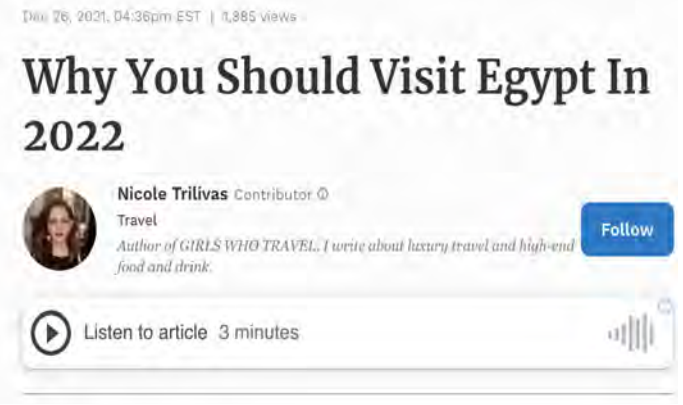 Dec 26, 2021, 04:36pm EST | 1,885 views
Why You Should Visit Egypt In
2022
Nicole Trilivas Contributor
Travel
Follow
Author of GIRLS WHO TRAVEL. I write about luxury travel and high-end
food and drink.
Listen to article 3 minutes